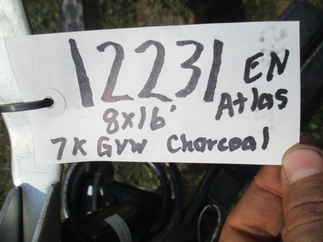 12231 EN
Atlas
8x16'
7K GVW Charcoal